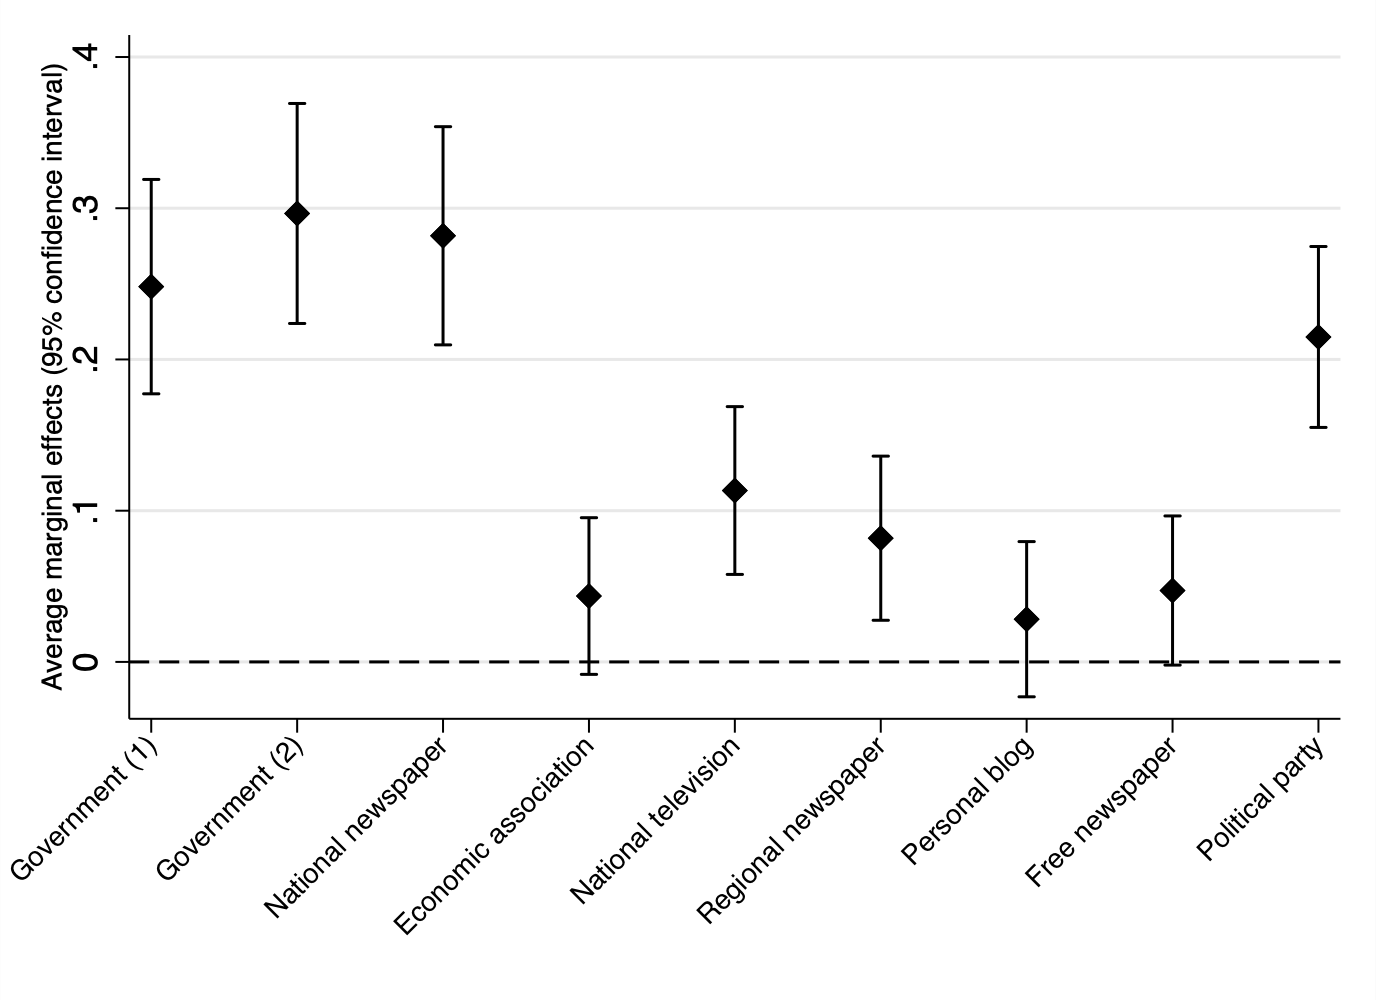 Average marginal effects (95% confidence interval)
.4
.3
.2
.1
0
Government (1)
Government (2)
National newspaper
Economic association
National television
Regional newspaper
Personal blog
Free newspaper
Political party